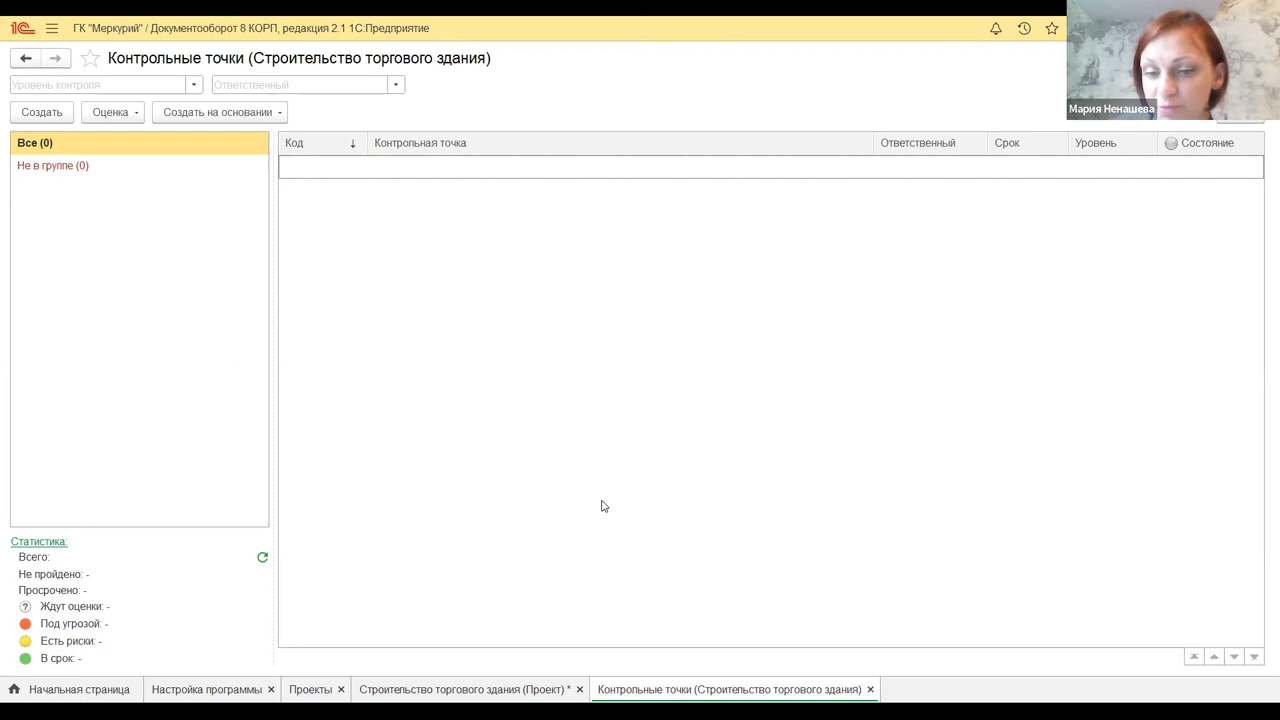 1С ГК "Меркурий" / Документооборот 8 КОРП, редакция 2.1 1С:Предприятие
Контрольные точки (Строительство торгового здания)
Уровень контроля Ответственный
Создать Оценка Создать на основании
Мария Ненашева
Все (0)
Не в группе (0)
Код Контрольная точка Ответственный Срок Уровень Состояние
Статистика:
Всего:
Не пройдено: -
Просрочено: -
? Ждут оценки: -
Под угрозой: -
Есть риски: -
В срок: -
Начальная страница Настройка программы Проекты Строительство торгового здания (Проект) * Контрольные точки (Строительство торгового здания)